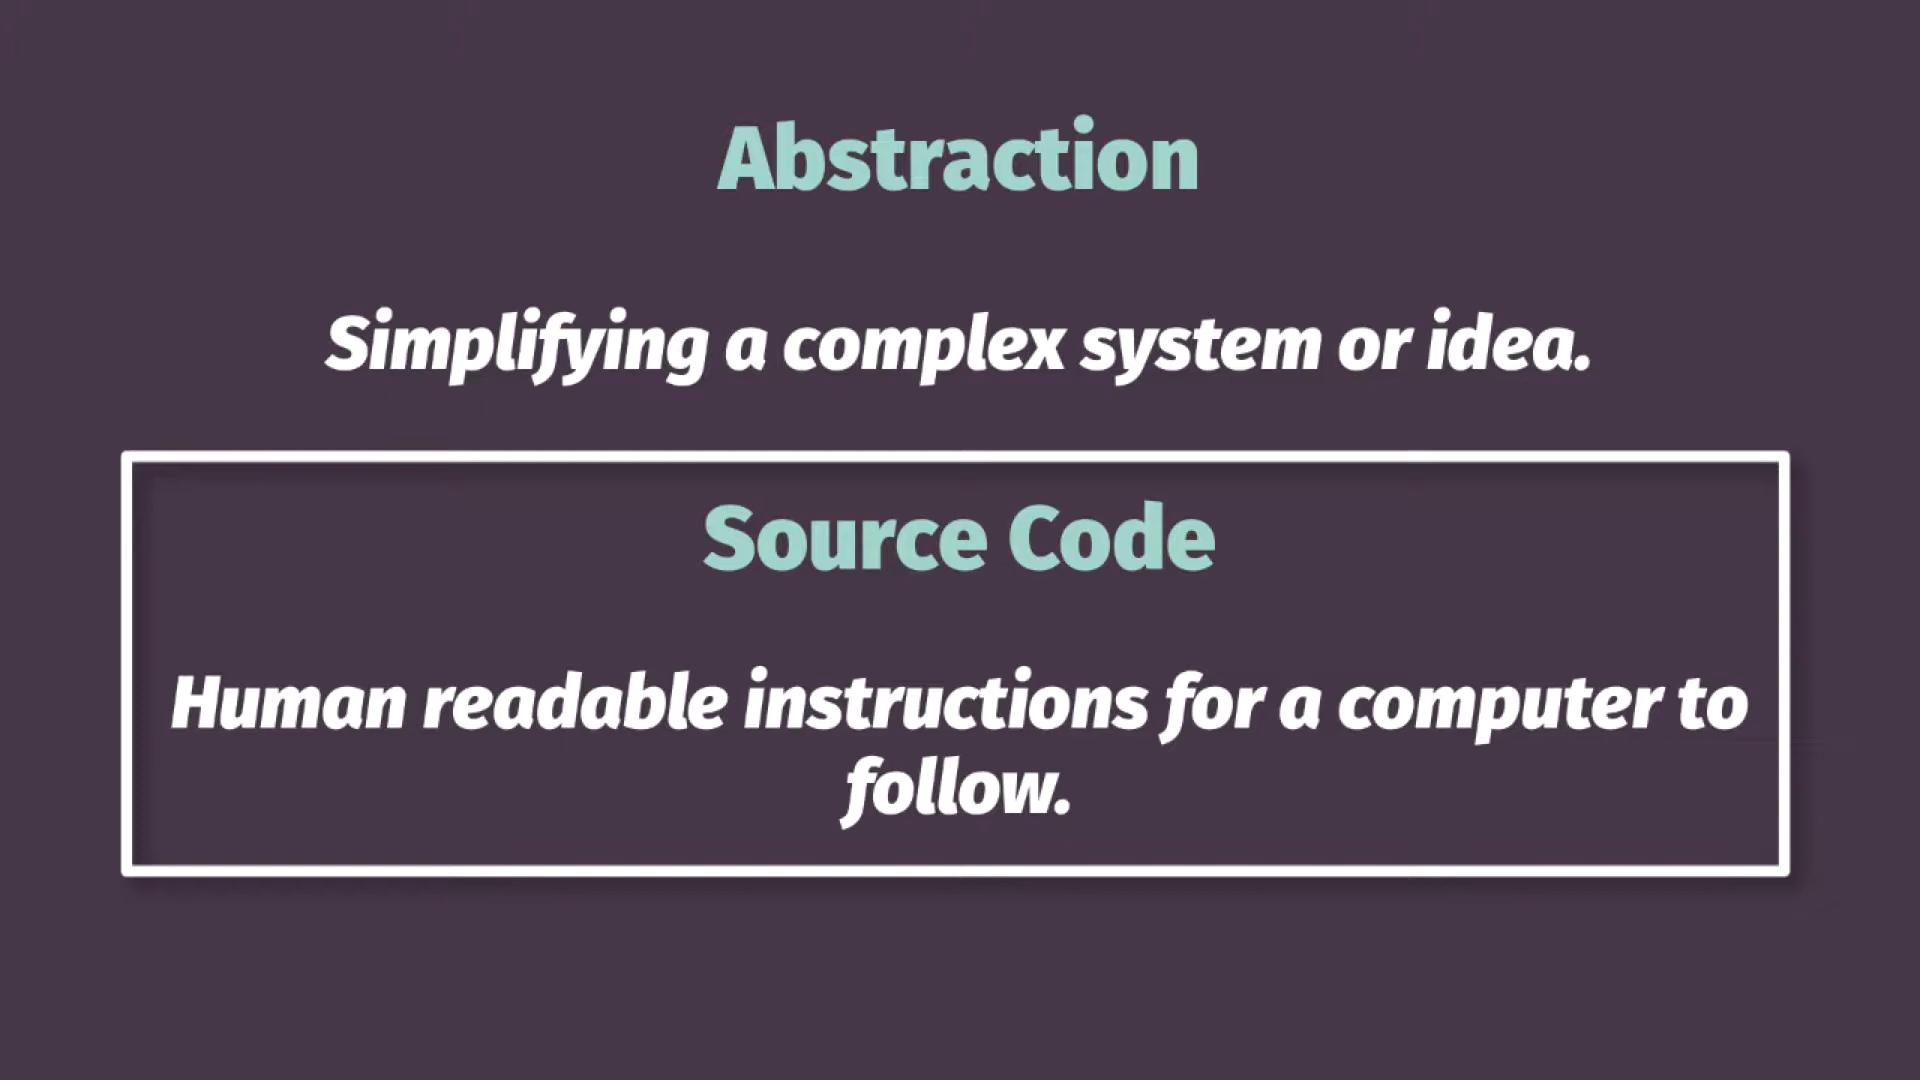 Abstraction
Simplifying a complex system or idea.
Source Code
Human readable instructions for a computer to
follow.